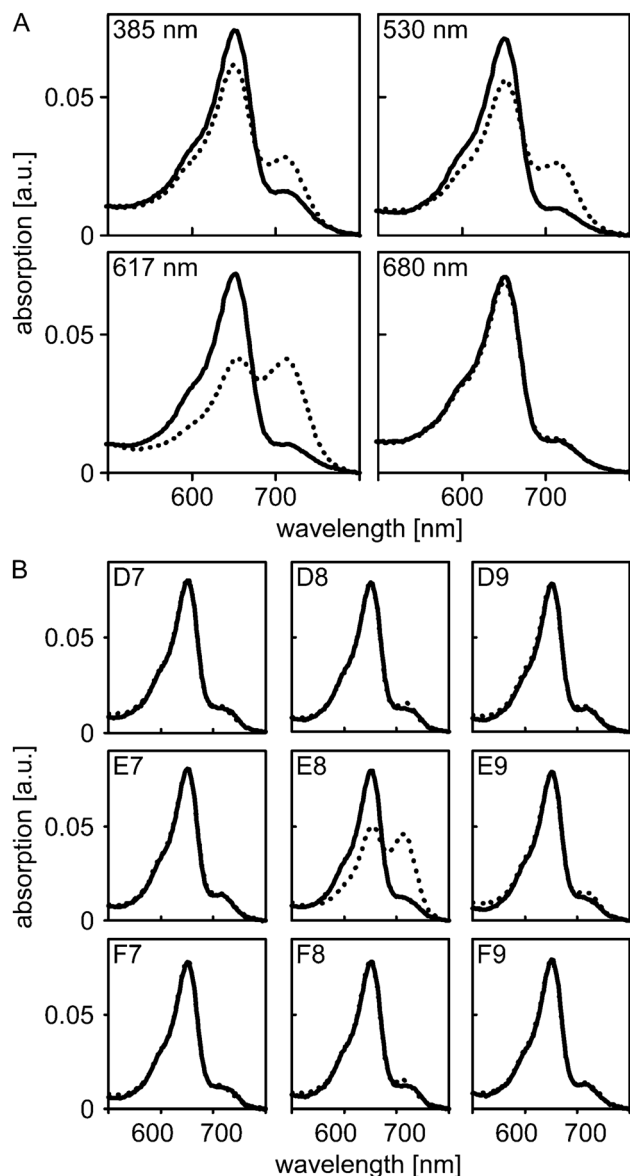 A
385 nm
530 nm
0.05
0
617 nm
680 nm
0.05
0
absorption [a.u.]
600 700 600 700
wavelength [nm]
B
D7 D8 D9
0.05
0
E7 E8 E9
0.05
0
absorption [a.u.]
F7 F8 F9
0.05
0
600 700 600 700 600 700
wavelength [nm]